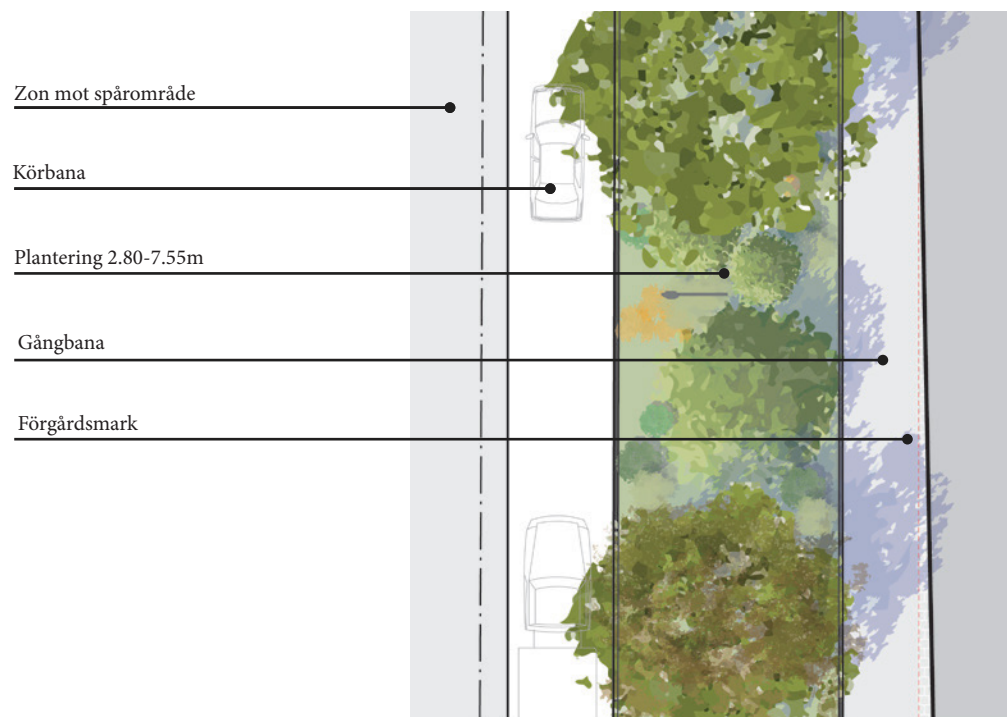 Zon mot spårområde
Körbana
Plantering 2.80-7.55m
Gångbana
Förgårdsmark